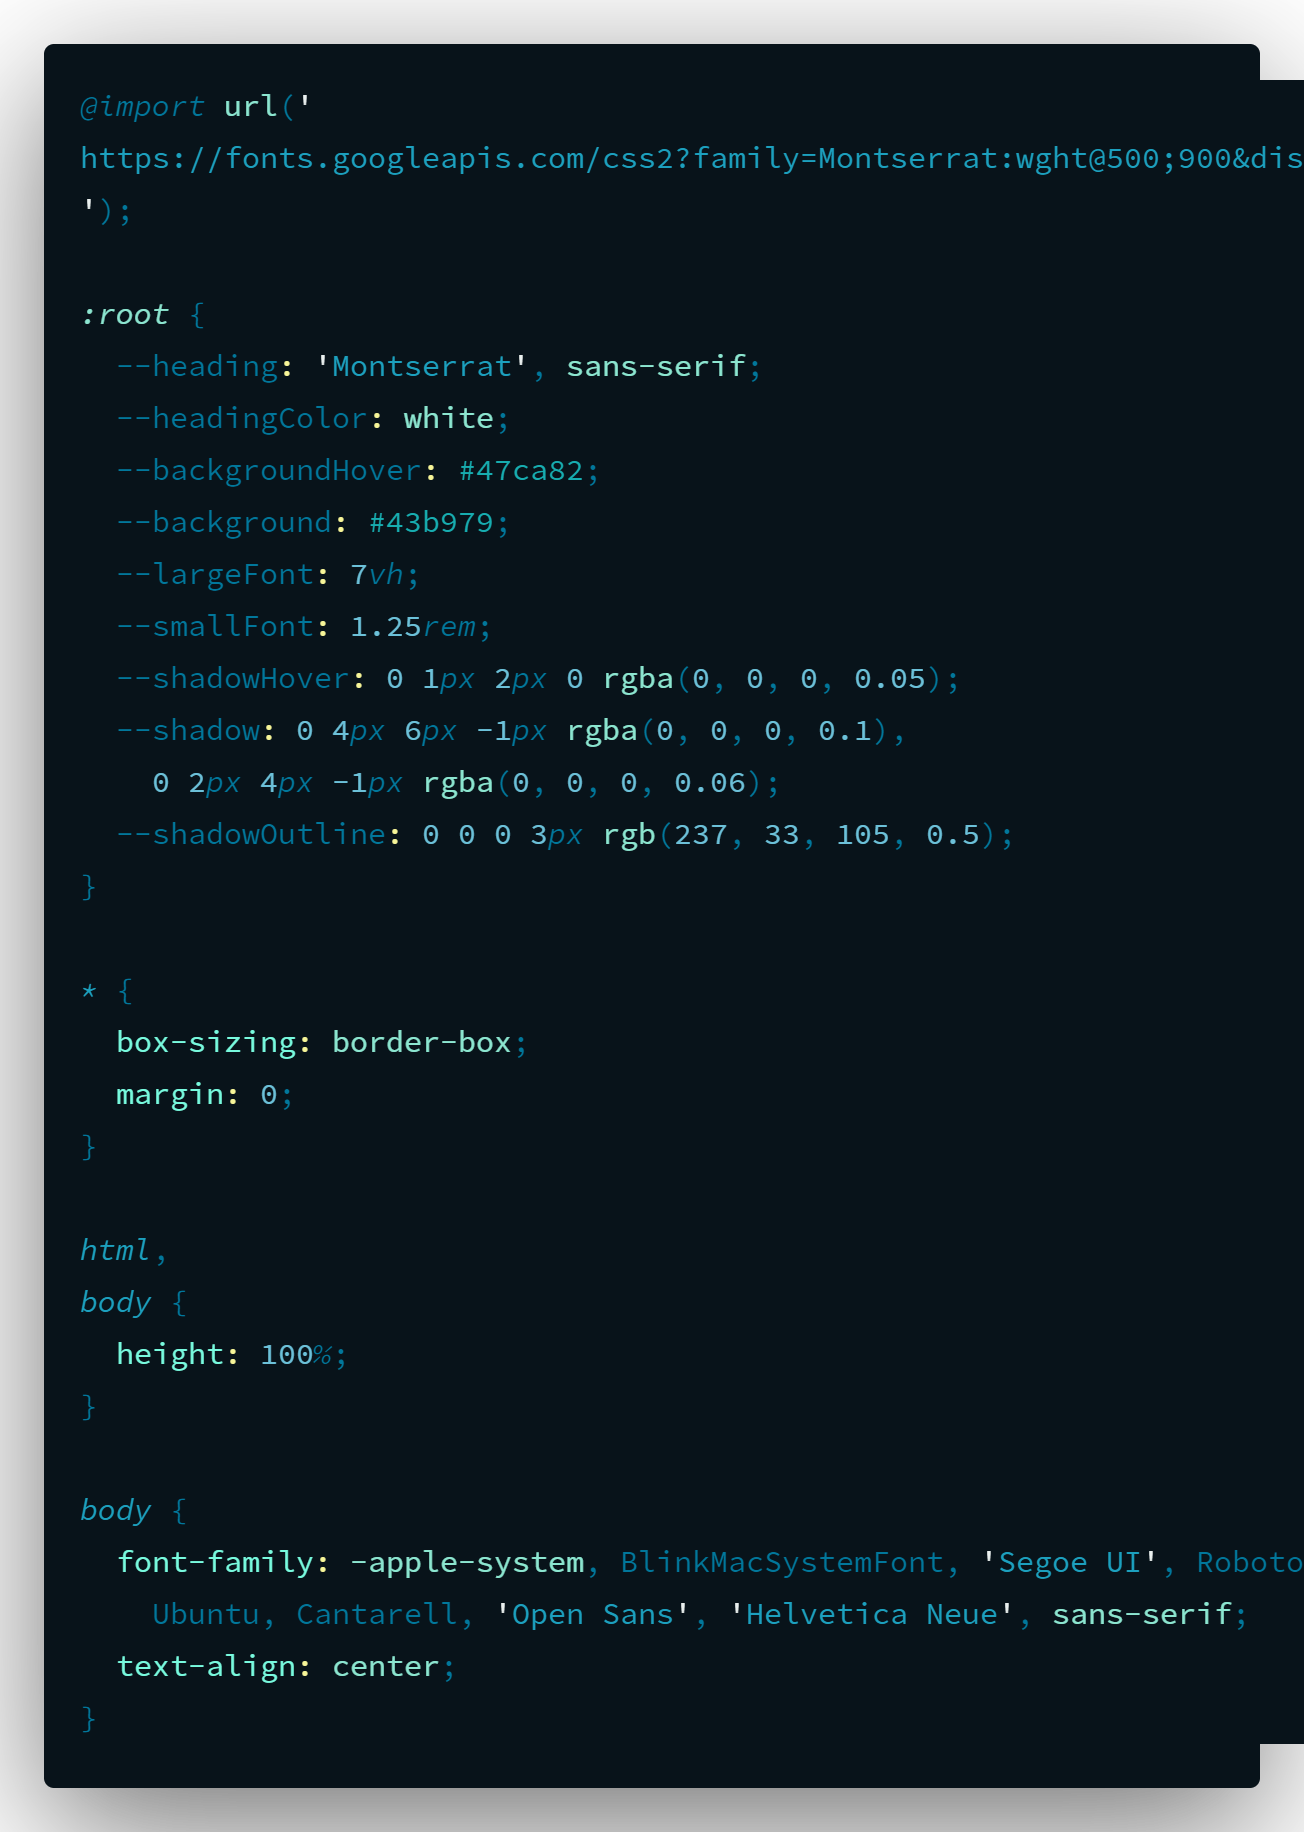 @import url('
https://fonts.googleapis.com/css2?family=Montserrat:wght@500;900&dis
');
:root {
  --heading: 'Montserrat', sans-serif;
  --headingColor: white;
  --backgroundHover: #47ca82;
  --background: #43b979;
  --largeFont: 7vh;
  --smallFont: 1.25rem;
  --shadowHover: 0 1px 2px 0 rgba(0, 0, 0, 0.05);
  --shadow: 0 4px 6px -1px rgba(0, 0, 0, 0.1),
    0 2px 4px -1px rgba(0, 0, 0, 0.06);
  --shadowOutline: 0 0 0 3px rgb(237, 33, 105, 0.5);
}
* {
  box-sizing: border-box;
  margin: 0;
}
html,
body {
  height: 100%;
}
body {
  font-family: -apple-system, BlinkMacSystemFont, 'Segoe UI', Roboto
    Ubuntu, Cantarell, 'Open Sans', 'Helvetica Neue', sans-serif;
  text-align: center;
}